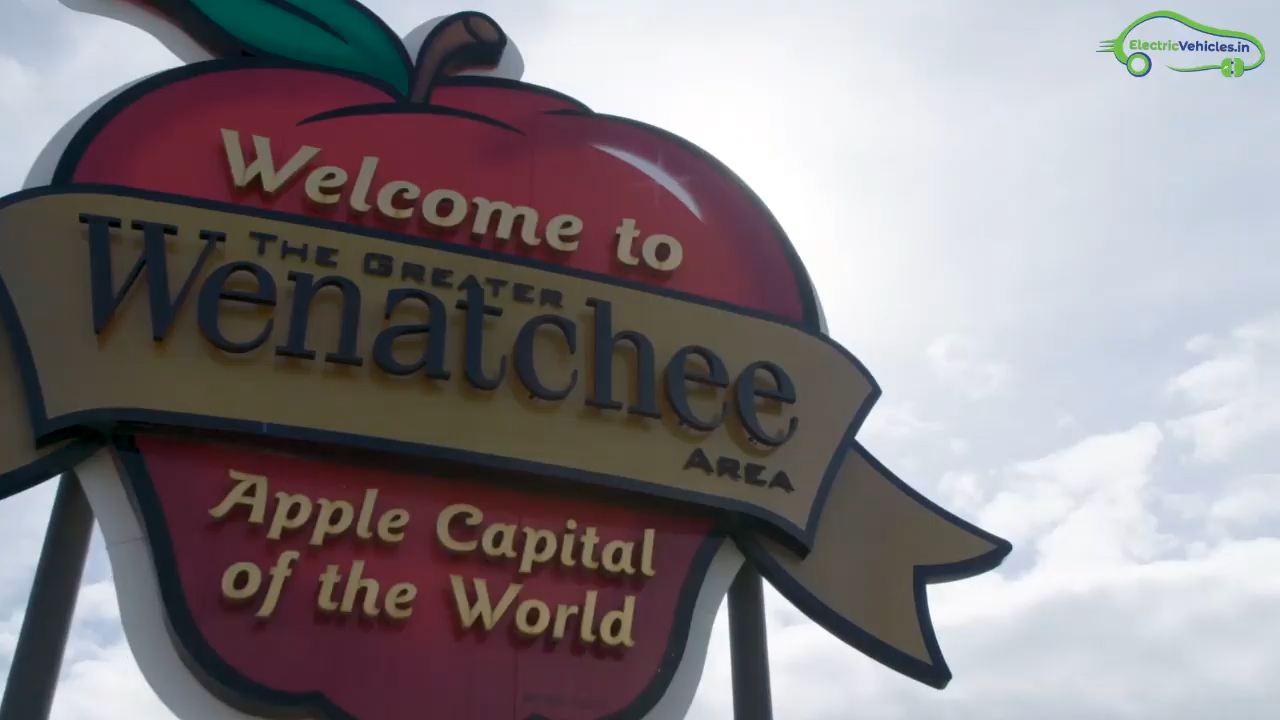 ElectricVehicles.in
Welcome to
THE GREATER
Wenatchee
AREA
Apple Capital
of the World